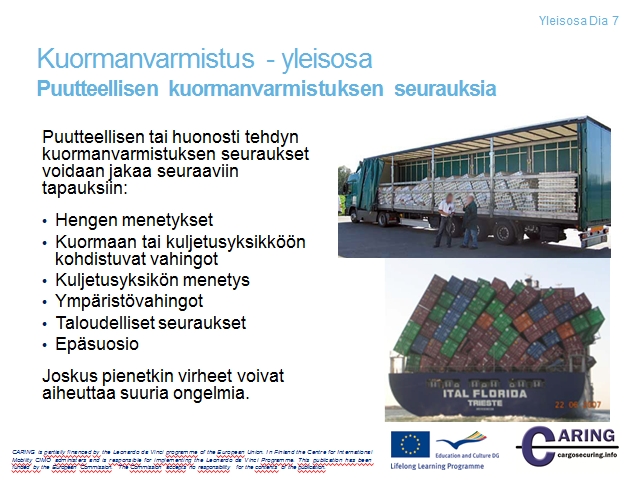 Yleisosa Dia 7
Kuormanvarmistus - yleisosa
Puutteellisen kuormanvarmistuksen seurauksia
Puutteellisen tai huonosti tehdyn
kuormanvarmistuksen seuraukset
voidaan jakaa seuraaviin
tapauksiin:
• Hengen menetykset
• Kuormaan tai kuljetusyksikköön
kohdistuvat vahingot
• Kuljetusyksikön menetys
• Ympäristövahingot
• Taloudelliset seuraukset
• Epäsuosio
Joskus pienetkin virheet voivat
aiheuttaa suuria ongelmia.
ITAL FLORIDA
TRIESTE
CARING is partially financed by the Leonardo da Vinci programme of the European Union. In Finland the Centre for International
Mobility CIMO administers and is responsible for implementing the Leonardo da Vinci Programme. This publication has been
funded by the European Commission. The Commission accepts no responsibility for the contents of the publication.
Education and Culture DG
Lifelong Learning Programme
CARING
cargosecuring.info